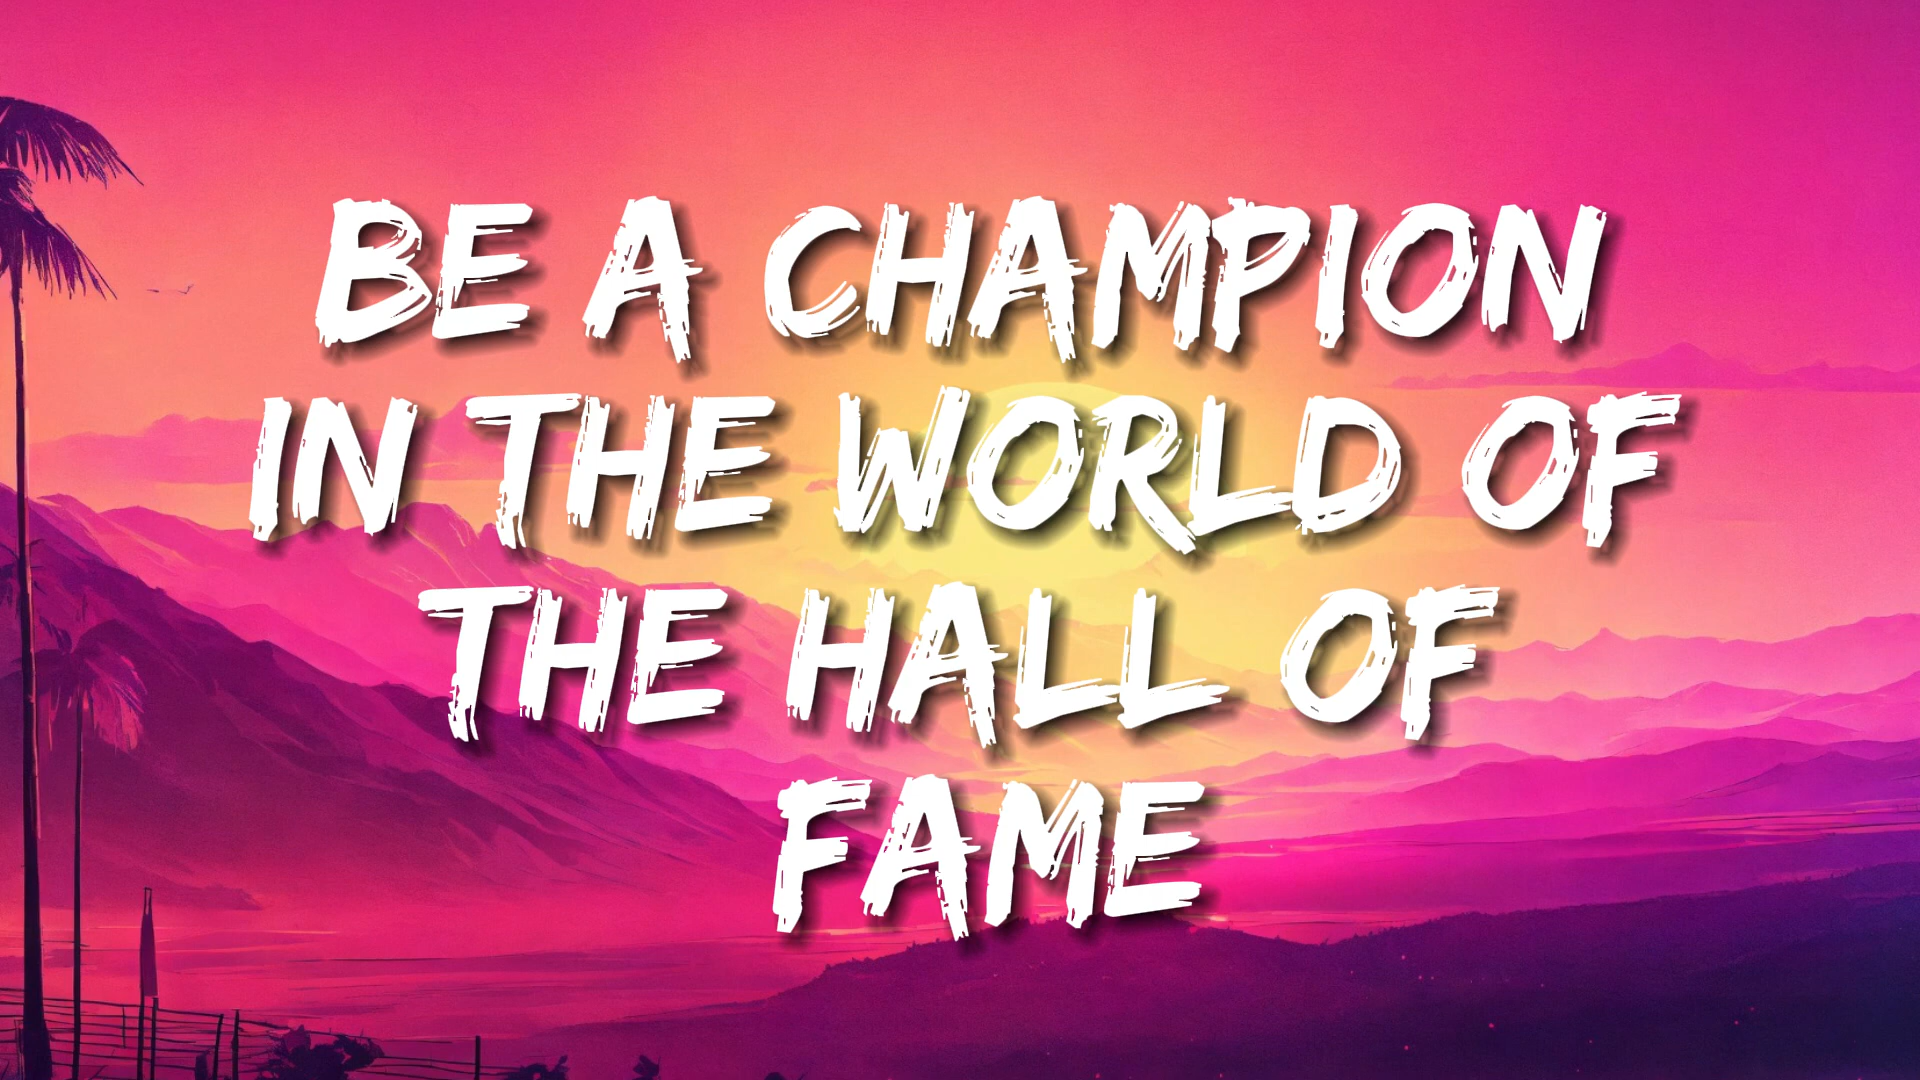 BE A CHAMPION
IN THE WORLD OF
THE HALL OF
FAME